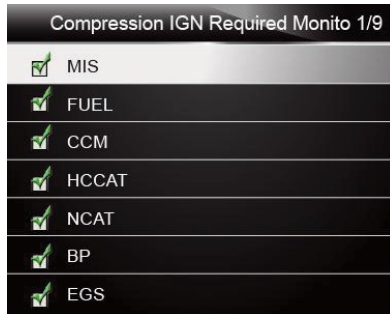 Compression IGN Required Monito 1/9
MIS
FUEL
CCM
HCCAT
NCAT
BP
EGS